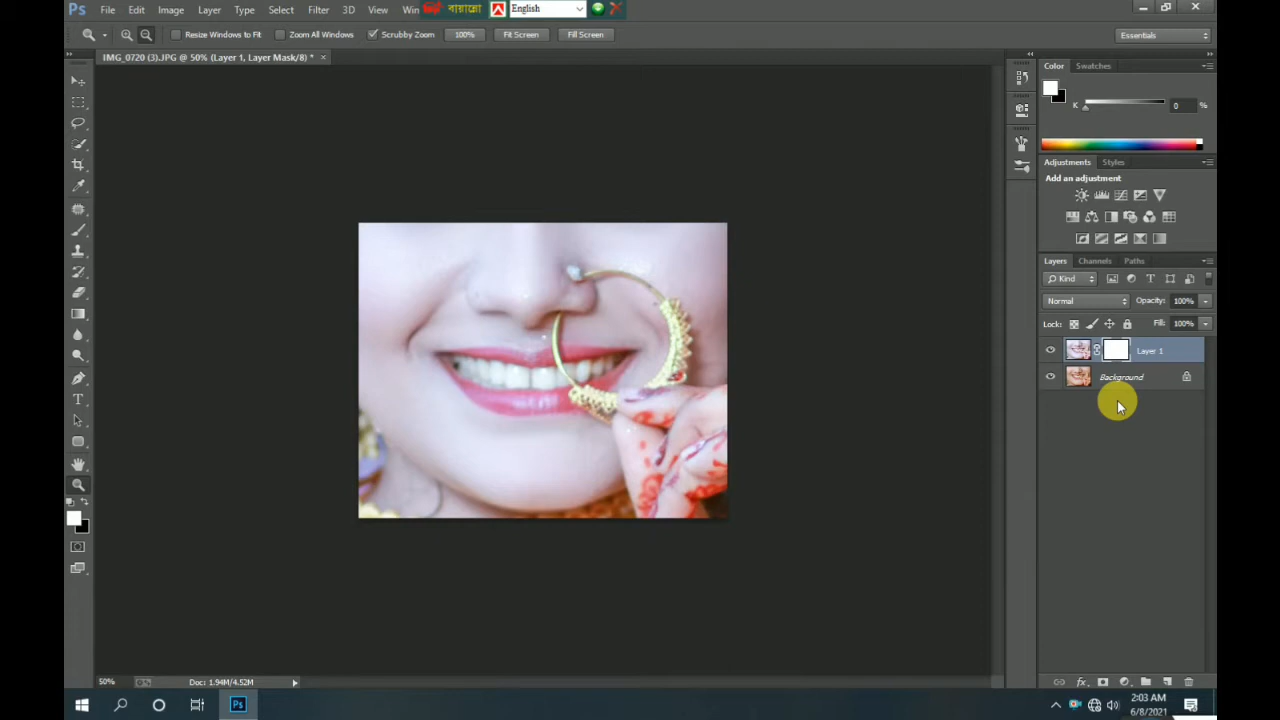 Ps File Edit Image Layer Type Select Filter 3D View Win বায়ান্নো English
Resize Windows to Fit Zoom All Windows Scrubby Zoom 100% Fit Screen Fill Screen Essentials
IMG_0720 (3).JPG @ 50% (Layer 1, Layer Mask/8) * ×
Color Swatches
K 0 %
Adjustments Styles
Add an adjustment
Layers Channels Paths
Kind
Normal Opacity: 100%
Lock: Fill: 100%
Layer 1
Background
50% Doc: 1.94M/4.52M
Ps 2:03 AM
6/8/2021